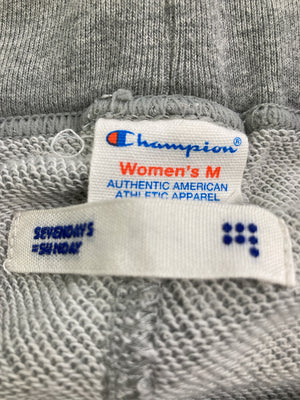 Champion®
Women's M
AUTHENTIC AMERICAN
ATHLETIC APPAREL
SEVENDAYS
=SUNDAY